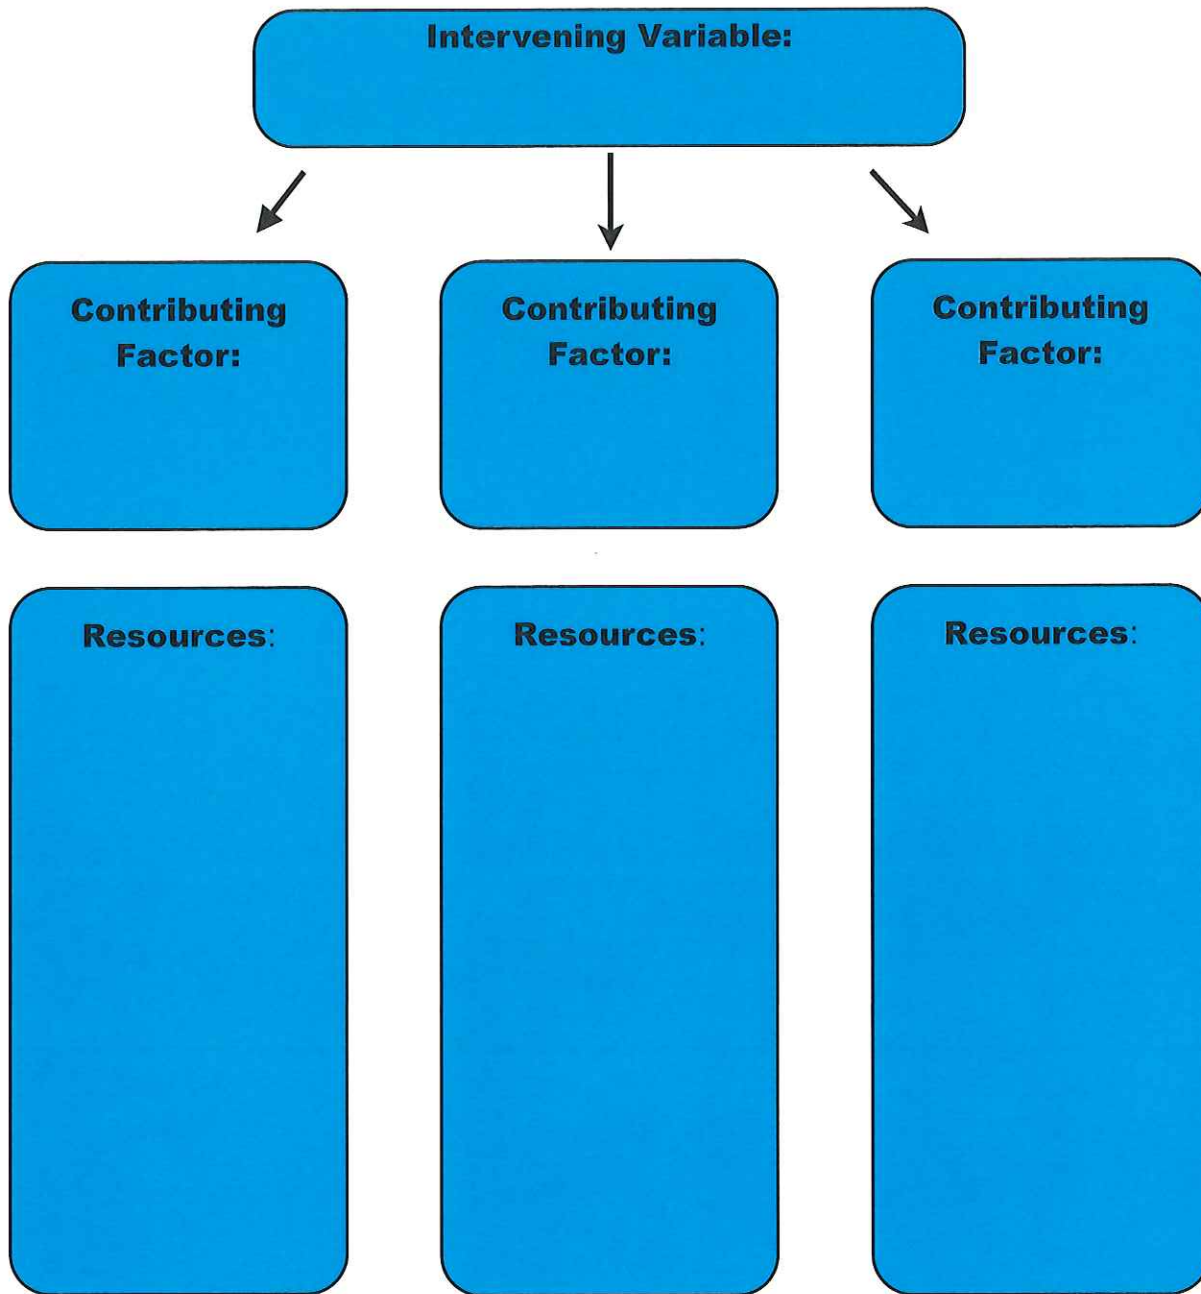 Intervening Variable:
Contributing
Factor:
Contributing
Factor:
Contributing
Factor:
Resources:
Resources:
Resources: